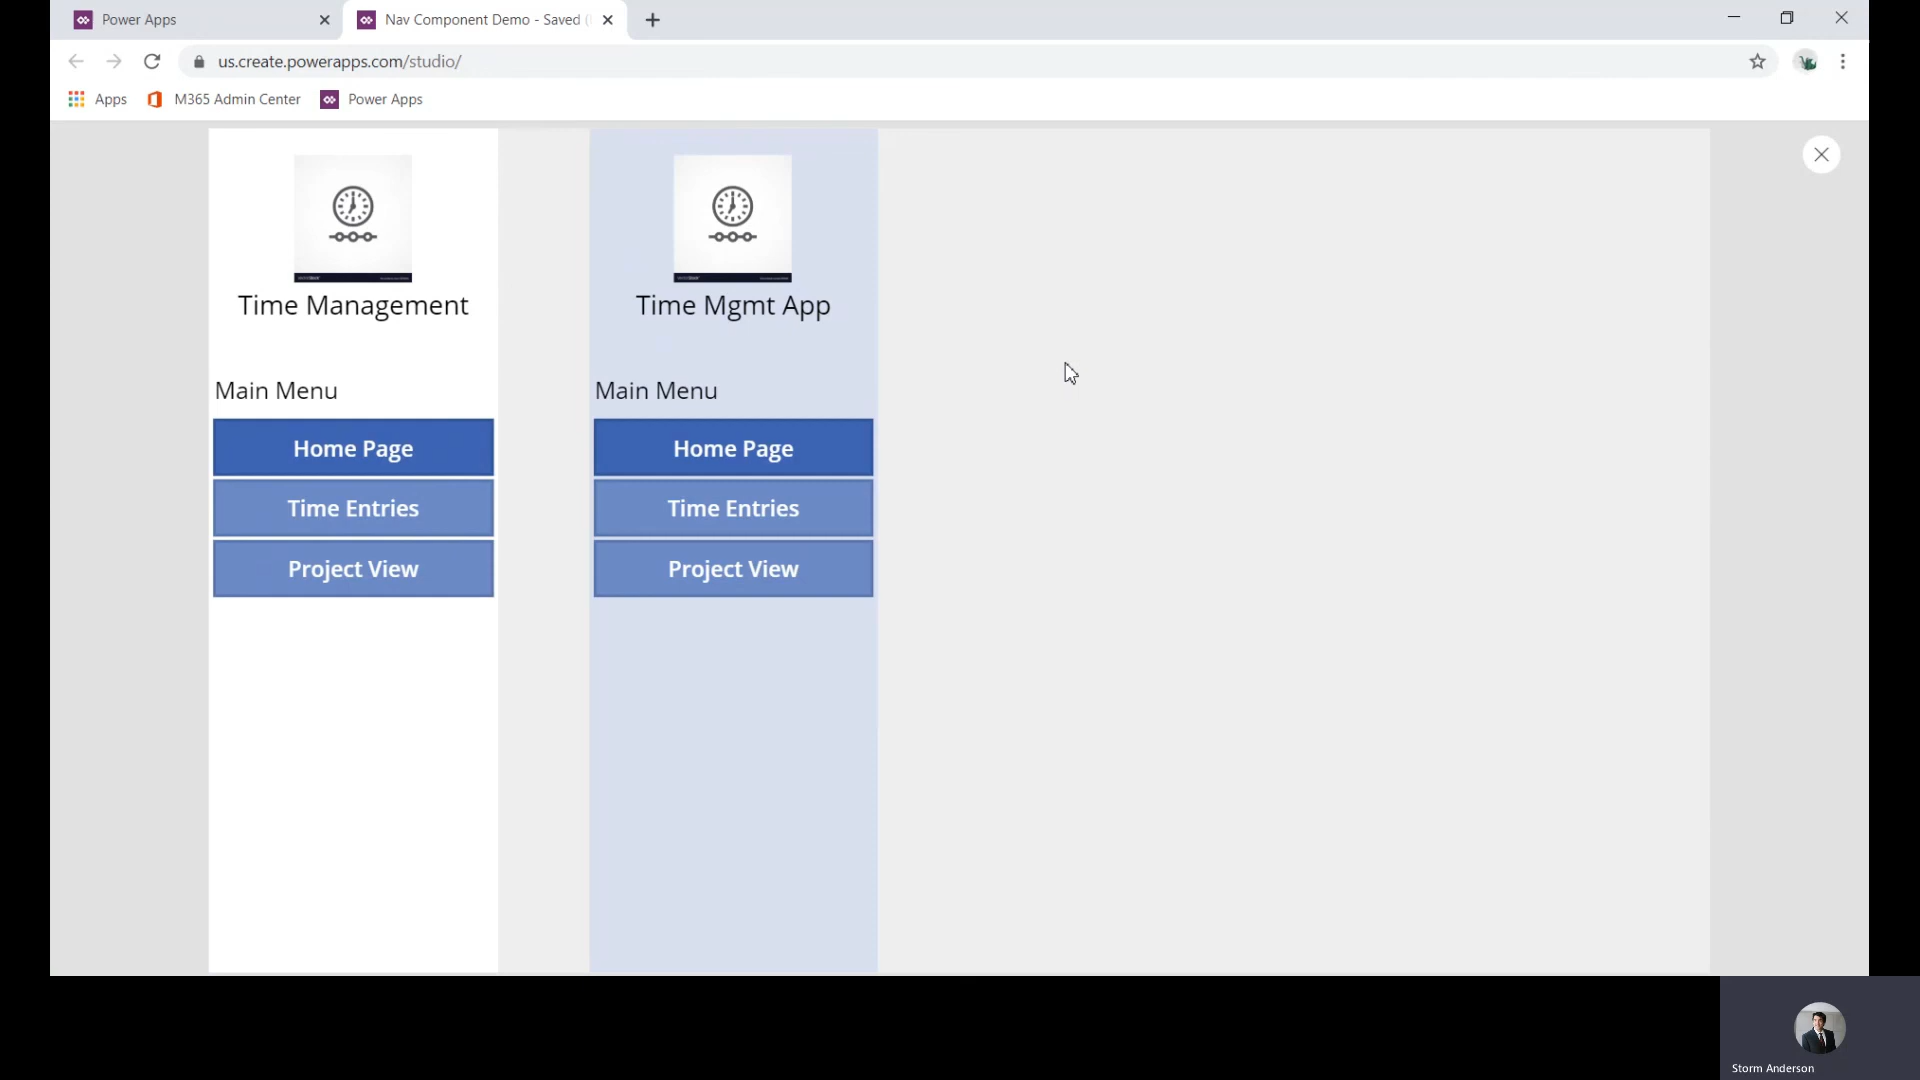 Power Apps
Nav Component Demo - Saved (
us.create.powerapps.com/studio/
Apps
M365 Admin Center
Power Apps
Time Management
Main Menu
Home Page
Time Entries
Project View
Time Mgmt App
Main Menu
Home Page
Time Entries
Project View
Storm Anderson